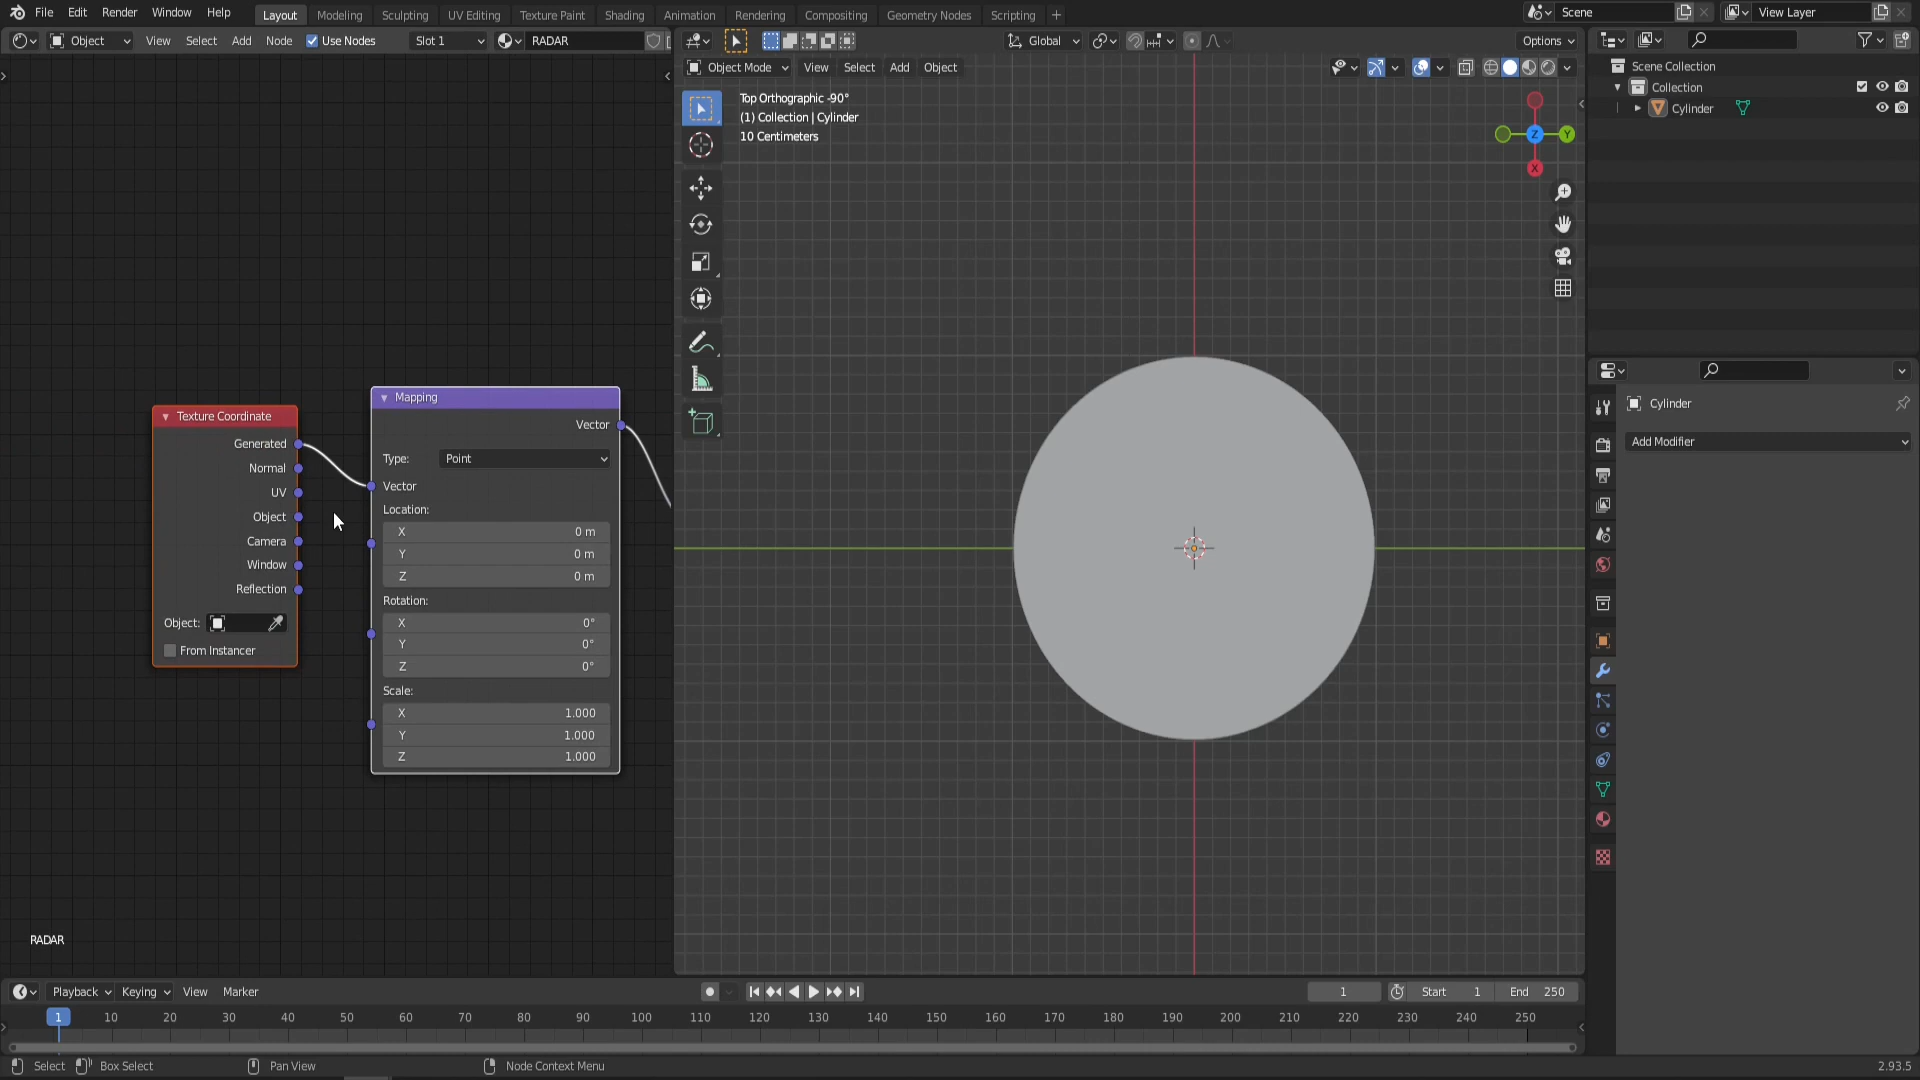 File Edit Render Window Help Layout Modeling Sculpting UV Editing Texture Paint Shading Animation Rendering Compositing Geometry Nodes Scripting + Scene View Layer
Object View Select Add Node Use Nodes Slot 1 RADAR Global Options
Object Mode View Select Add Object
Scene Collection
Collection
Cylinder
Top Orthographic -90°
(1) Collection | Cylinder
10 Centimeters
Z
Y
X
Texture Coordinate
Generated
Normal
UV
Object
Camera
Window
Reflection
Object:
From Instancer
Mapping
Vector
Type: Point
Vector
Location:
X 0 m
Y 0 m
Z 0 m
Rotation:
X 0°
Y 0°
Z 0°
Scale:
X 1.000
Y 1.000
Z 1.000
Cylinder
Add Modifier
RADAR
Playback Keying View Marker 1 Start 1 End 250
1 10 20 30 40 50 60 70 80 90 100 110 120 130 140 150 160 170 180 190 200 210 220 230 240 250
Select Box Select Pan View Node Context Menu 2.93.5